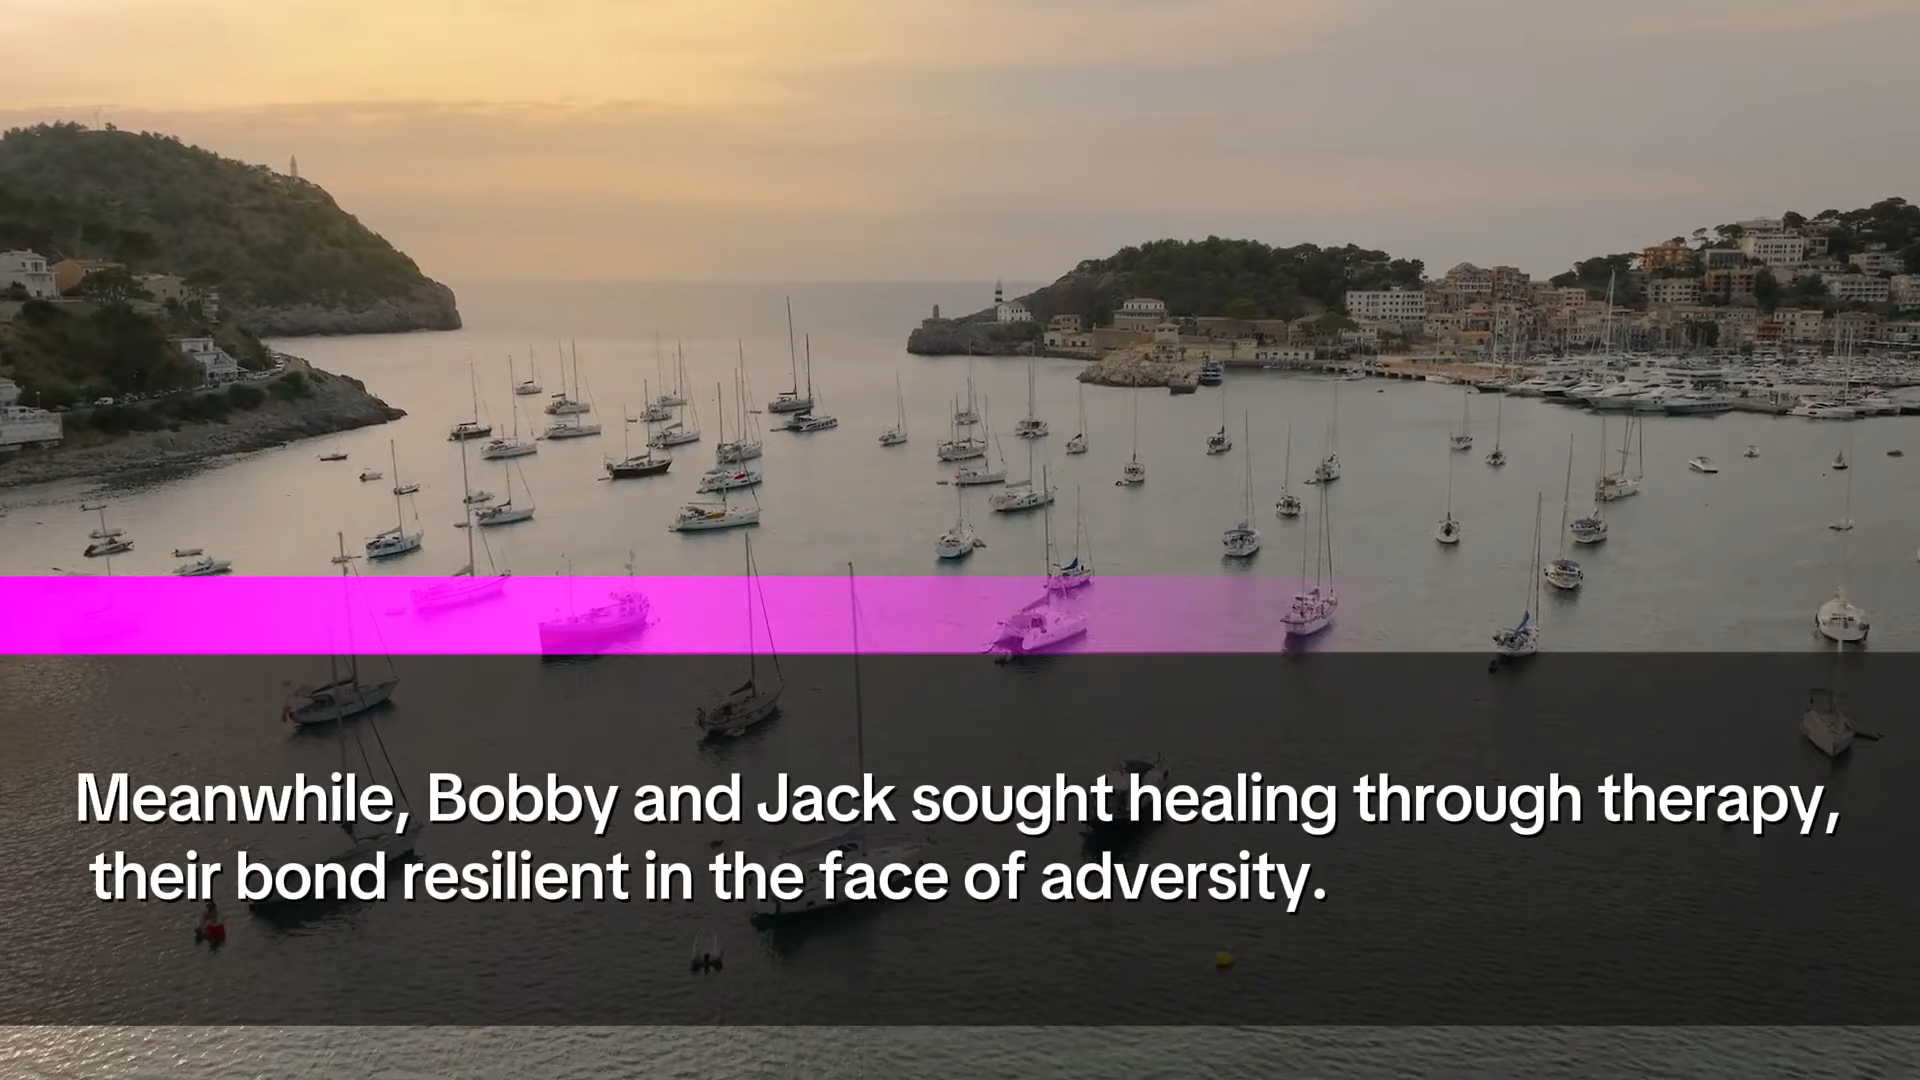 Meanwhile, Bobby and Jack sought healing through therapy,
their bond resilient in the face of adversity.